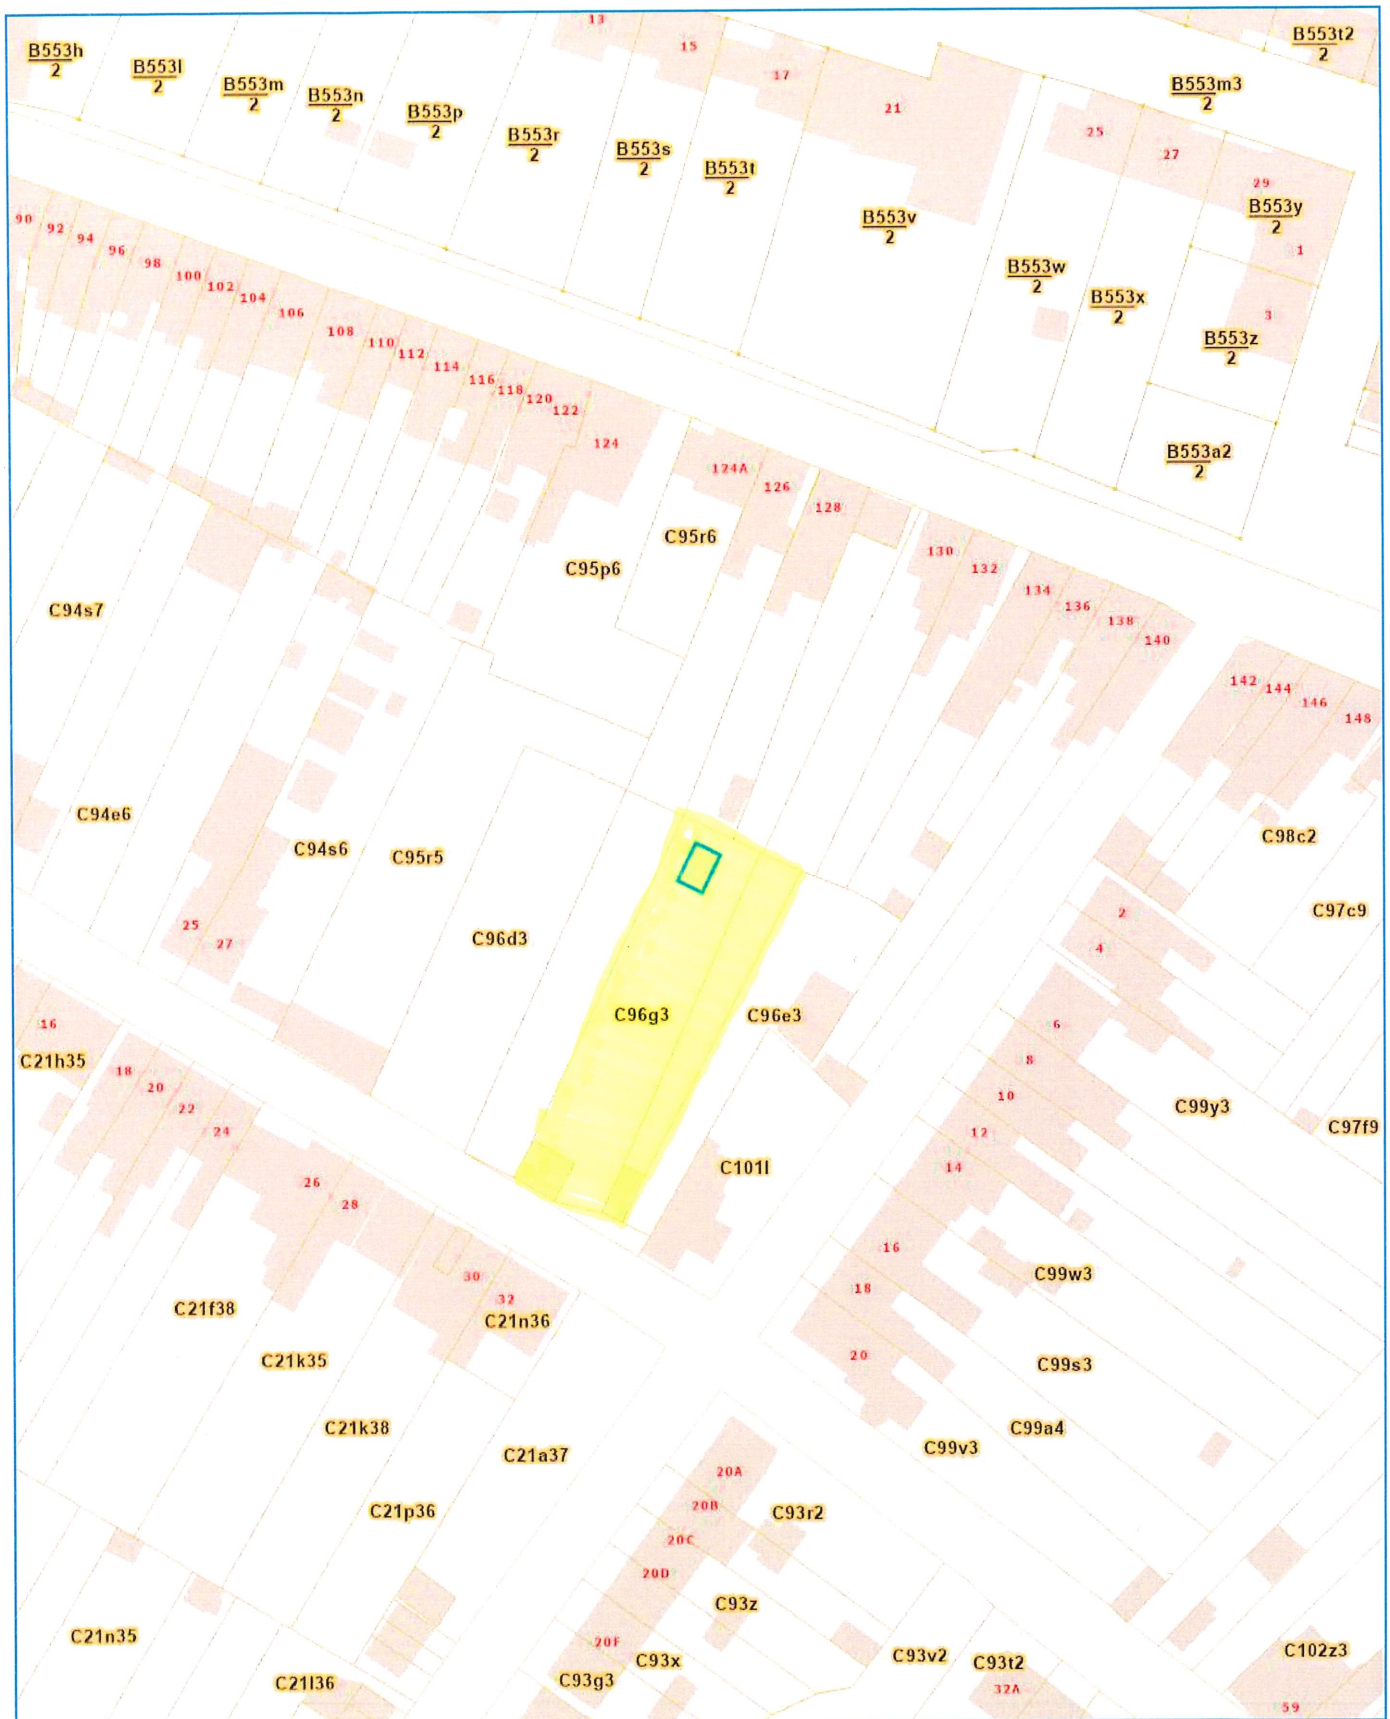 13
15
17
21
25
27
29
1
3
B553h
2
B553l
2
B553m
2
B553n
2
B553p
2
B553r
2
B553s
2
B553t
2
B553v
2
B553w
2
B553x
2
B553y
2
B553z
2
B553a2
2
B553m3
2
B553t2
2
90
92
94
96
98
100
102
104
106
108
110
112
114
116
118
120
122
124
124A
126
128
130
132
134
136
138
140
142
144
146
148
C95r6
C95p6
C94s7
C94e6
C94s6
C95r5
C98c2
C97c9
25
27
C96d3
C96g3
C96e3
2
4
6
8
10
12
14
16
18
20
16
C21h35
18
20
22
24
26
28
30
32
C21n36
C99y3
C97f9
C101l
C99w3
C21f38
C21k35
C99s3
C21k38
C99a4
C99v3
C21a37
C21p36
20A
20B
20C
20D
20F
C93r2
C93z
C21n35
C21l36
C93g3
C93x
C93v2
C93t2
32A
C102z3
59